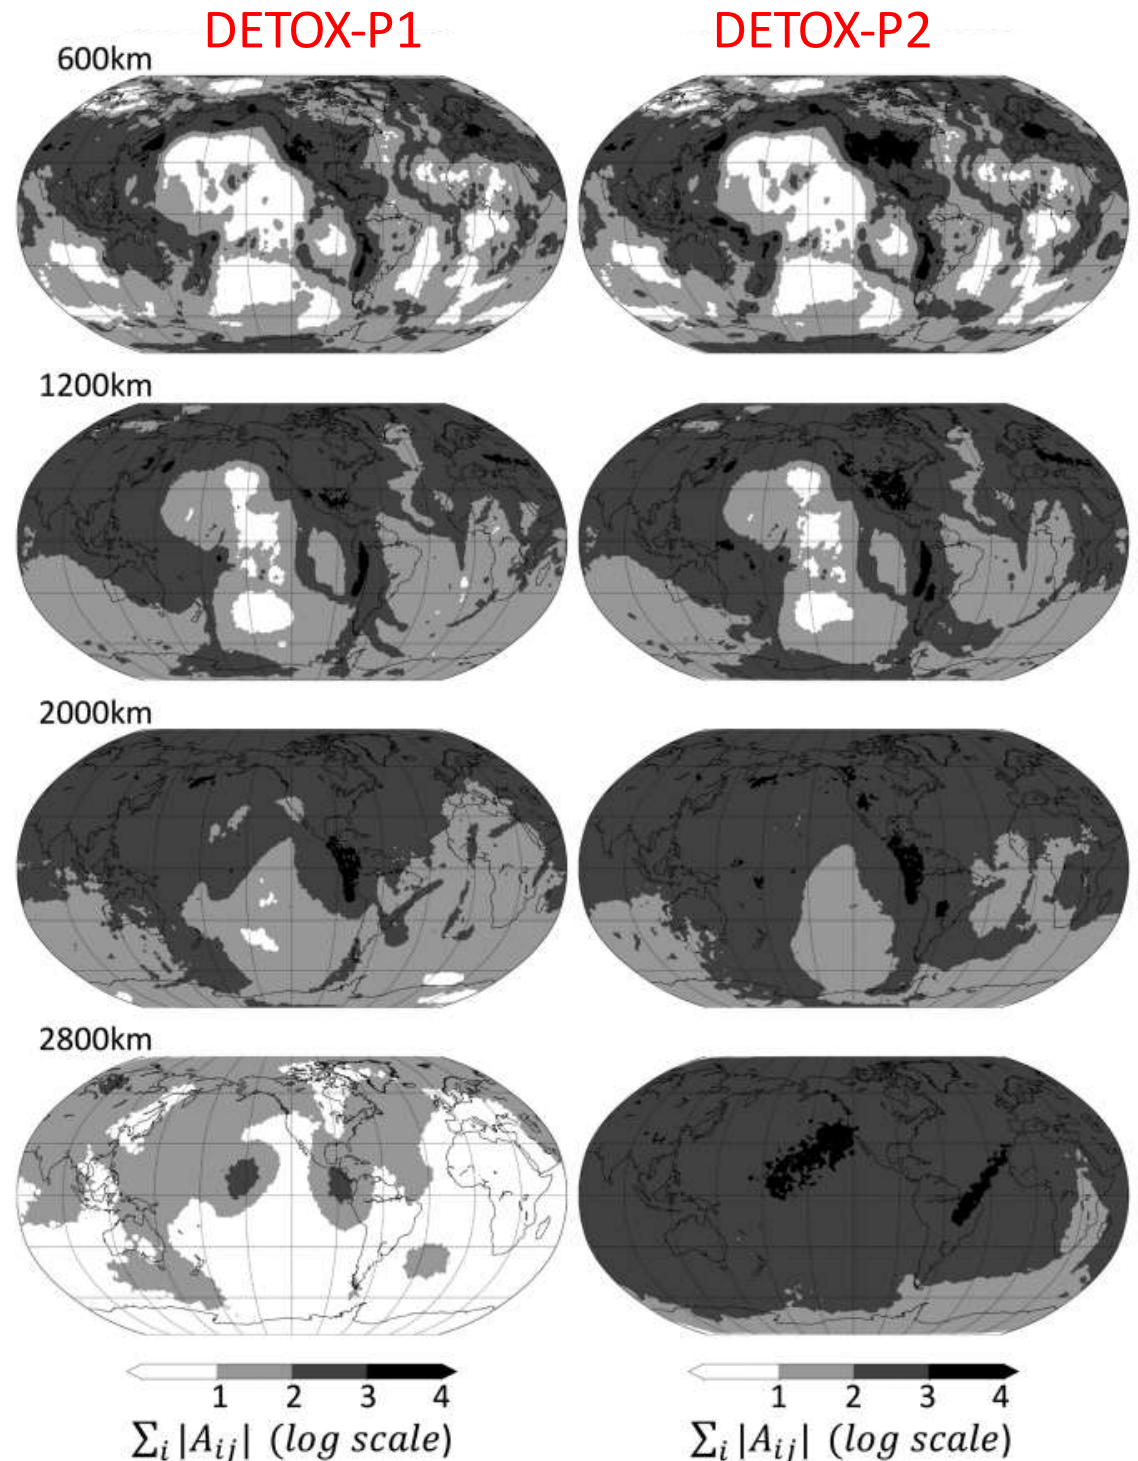 DETOX-P1 DETOX-P2
600km
1200km
2000km
2800km
1 2 3 4 1 2 3 4
∑ᵢ |Aᵢⱼ| (log scale) ∑ᵢ |Aᵢⱼ| (log scale)